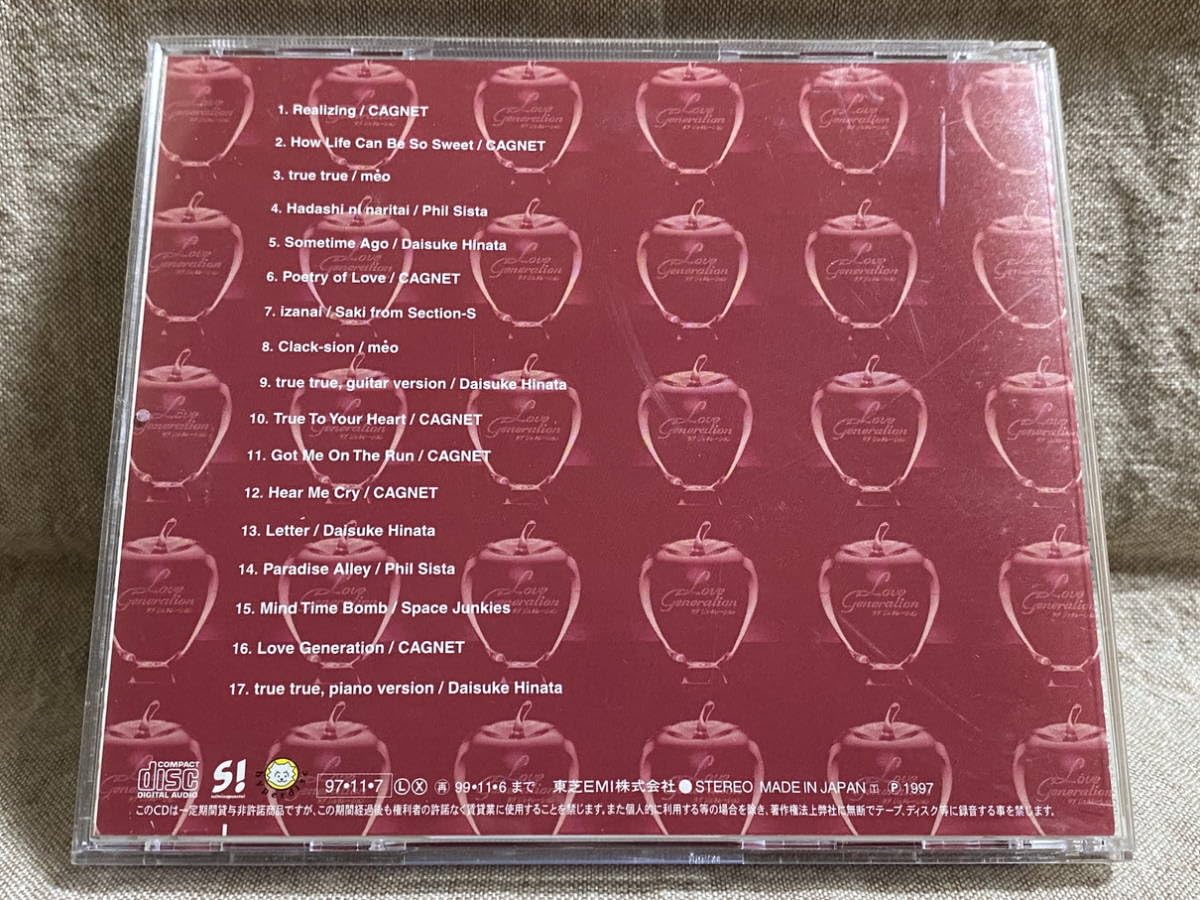 1. Realizing / CAGNET
2. How Life Can Be So Sweet / CAGNET
3. true true / mėo
4. Hadashi ni naritai / Phil Sista
5. Sometime Ago / Daisuke Hinata
6. Poetry of Love / CAGNET
7. izanai / Saki from Section-S
8. Clack-sion / mėo
9. true true, guitar version / Daisuke Hinata
10. True To Your Heart / CAGNET
11. Got Me On The Run / CAGNET
12. Hear Me Cry / CAGNET
13. Letter / Daisuke Hinata
14. Paradise Alley / Phil Sista
15. Mind Time Bomb / Space Junkies
16. Love Generation / CAGNET
17. true true, piano version / Daisuke Hinata
Love Generation
ラブ ジェネレーション
COMPACT
disc
DIGITAL AUDIO
S!
97・11・7 L X 再 99・11・6 まで 東芝EMI株式会社 ● STEREO MADE IN JAPAN Ⓟ 1997
このCDは一定期間貸与非許諾商品ですが、この期間経過後も権利者の許諾なく賃貸業に使用することを禁じます。また個人的に利用する等の場合を除き、著作権法上弊社に無断でテープ、ディスク等に録音する事を禁じます。